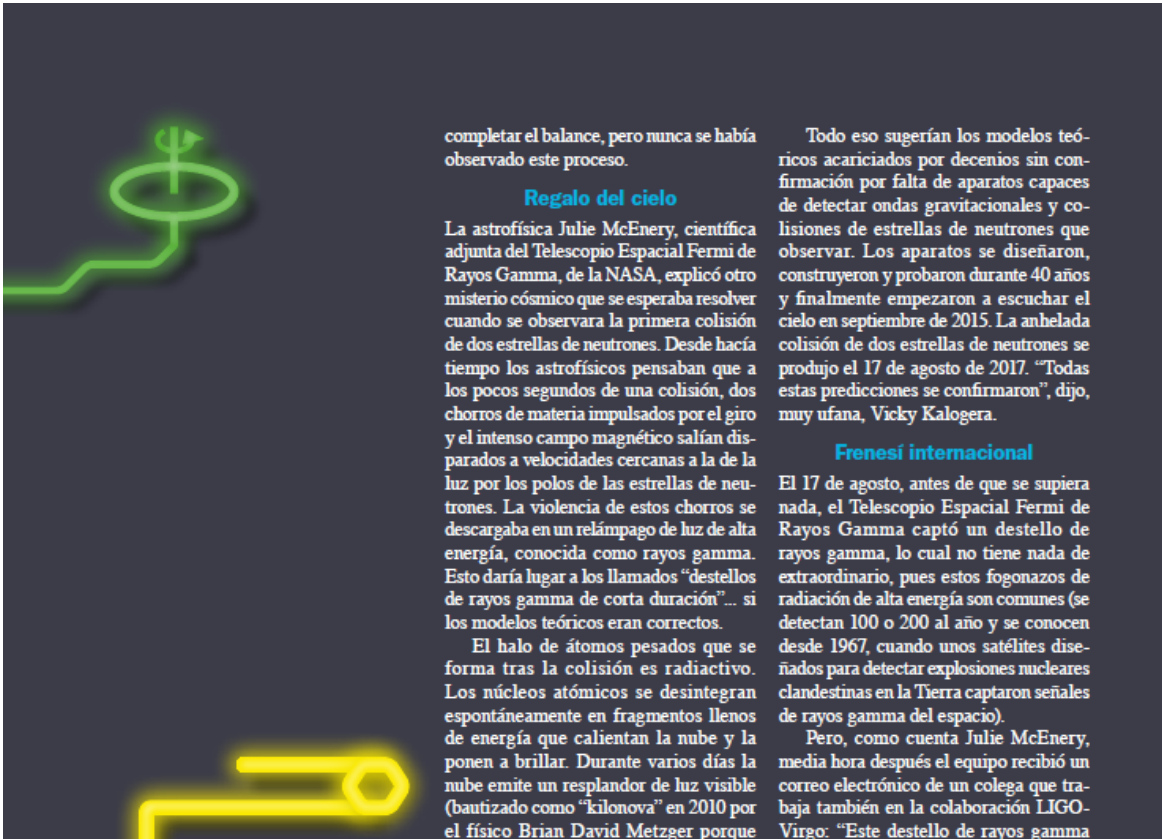 completar el balance, pero nunca se había
observado este proceso.
Regalo del cielo
La astrofísica Julie McEnery, científica
adjunta del Telescopio Espacial Fermi de
Rayos Gamma, de la NASA, explicó otro
misterio cósmico que se esperaba resolver
cuando se observara la primera colisión
de dos estrellas de neutrones. Desde hacía
tiempo los astrofísicos pensaban que a
los pocos segundos de una colisión, dos
chorros de materia impulsados por el giro
y el intenso campo magnético salían dis-
parados a velocidades cercanas a la de la
luz por los polos de las estrellas de neu-
trones. La violencia de estos chorros se
descargaba en un relámpago de luz de alta
energía, conocida como rayos gamma.
Esto daría lugar a los llamados “destellos
de rayos gamma de corta duración”... si
los modelos teóricos eran correctos.
El halo de átomos pesados que se
forma tras la colisión es radiactivo.
Los núcleos atómicos se desintegran
espontáneamente en fragmentos llenos
de energía que calientan la nube y la
ponen a brillar. Durante varios días la
nube emite un resplandor de luz visible
(bautizado como “kilonova” en 2010 por
el físico Brian David Metzger porque
Todo eso sugerían los modelos teó-
ricos acariciados por decenios sin con-
firmación por falta de aparatos capaces
de detectar ondas gravitacionales y co-
lisiones de estrellas de neutrones que
observar. Los aparatos se diseñaron,
construyeron y probaron durante 40 años
y finalmente empezaron a escuchar el
cielo en septiembre de 2015. La anhelada
colisión de dos estrellas de neutrones se
produjo el 17 de agosto de 2017. “Todas
estas predicciones se confirmaron”, dijo,
muy ufana, Vicky Kalogera.
Frenesí internacional
El 17 de agosto, antes de que se supiera
nada, el Telescopio Espacial Fermi de
Rayos Gamma captó un destello de
rayos gamma, lo cual no tiene nada de
extraordinario, pues estos fogonazos de
radiación de alta energía son comunes (se
detectan 100 o 200 al año y se conocen
desde 1967, cuando unos satélites dise-
ñados para detectar explosiones nucleares
clandestinas en la Tierra captaron señales
de rayos gamma del espacio).
Pero, como cuenta Julie McEnery,
media hora después el equipo recibió un
correo electrónico de un colega que tra-
baja también en la colaboración LIGO-
Virgo: “Este destello de rayos gamma